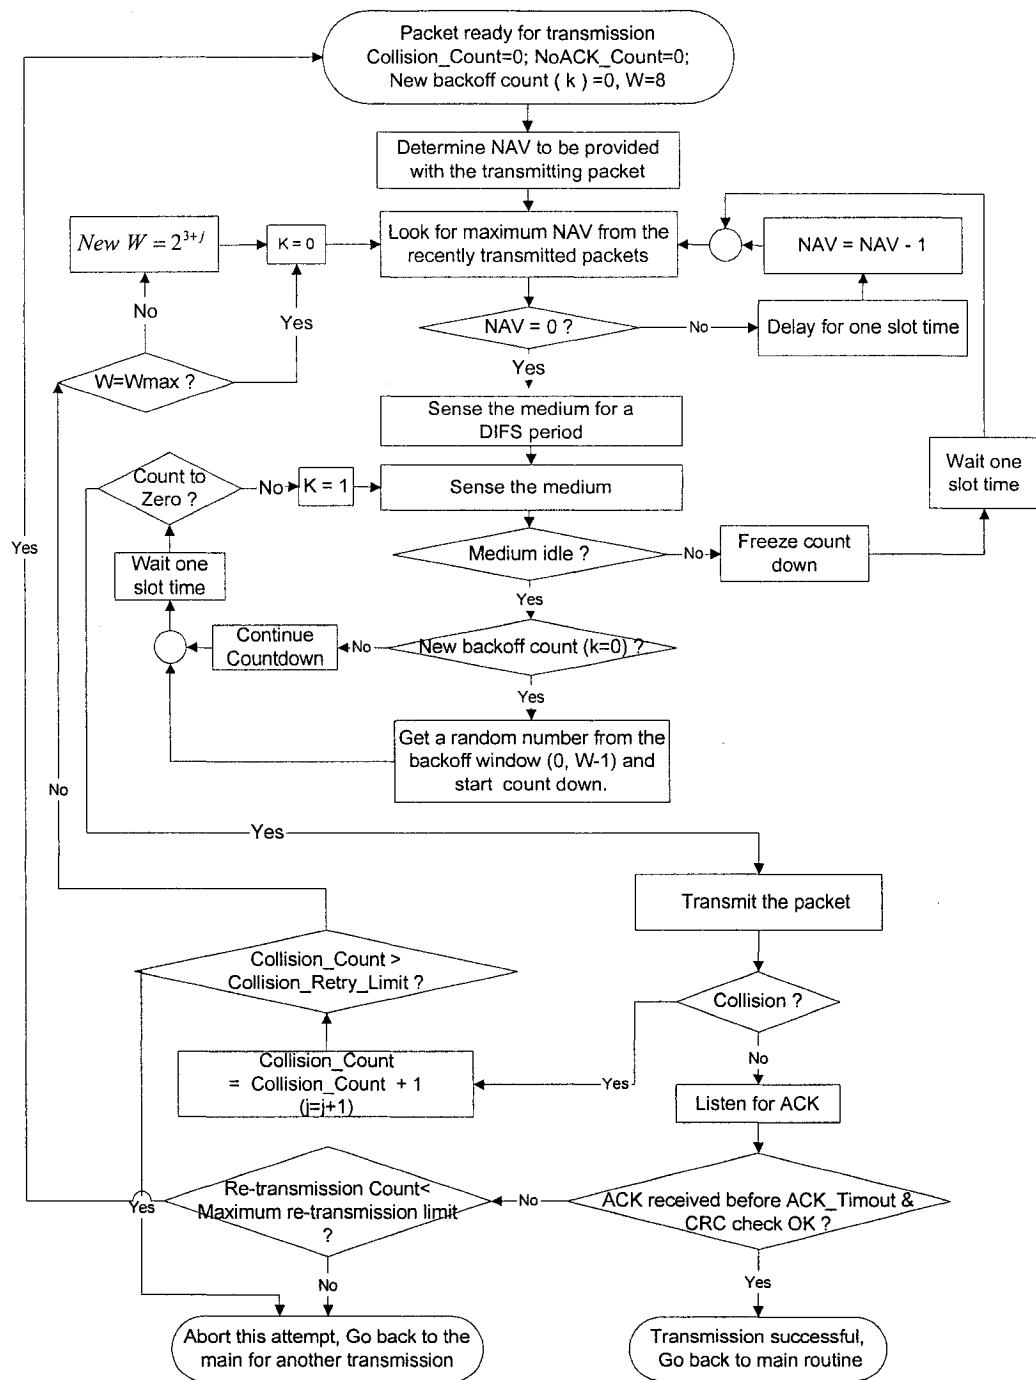 Packet ready for transmission
Collision_Count=0; NoACK_Count=0;
New backoff count ( k ) =0, W=8
Determine NAV to be provided
with the transmitting packet
New W = 2^{3+j}
K = 0
Look for maximum NAV from the
recently transmitted packets
NAV = NAV - 1
No
Yes
NAV = 0 ?
No
Delay for one slot time
Yes
W=Wmax ?
Sense the medium for a
DIFS period
Count to
Zero ?
No
K = 1
Sense the medium
Wait one
slot time
Yes
Wait one
slot time
Medium idle ?
No
Freeze count
down
Yes
Continue
Countdown
No
New backoff count (k=0) ?
Yes
Get a random number from the
backoff window (0, W-1) and
start count down.
No
Yes
Transmit the packet
Collision_Count >
Collision_Retry_Limit ?
Collision ?
No
Collision_Count
= Collision_Count + 1
(j=j+1)
Yes
Listen for ACK
Yes
Re-transmission Count<
Maximum re-transmission limit
?
No
ACK received before ACK_Timout &
CRC check OK ?
No
Yes
Abort this attempt, Go back to the
main for another transmission
Transmission successful,
Go back to main routine